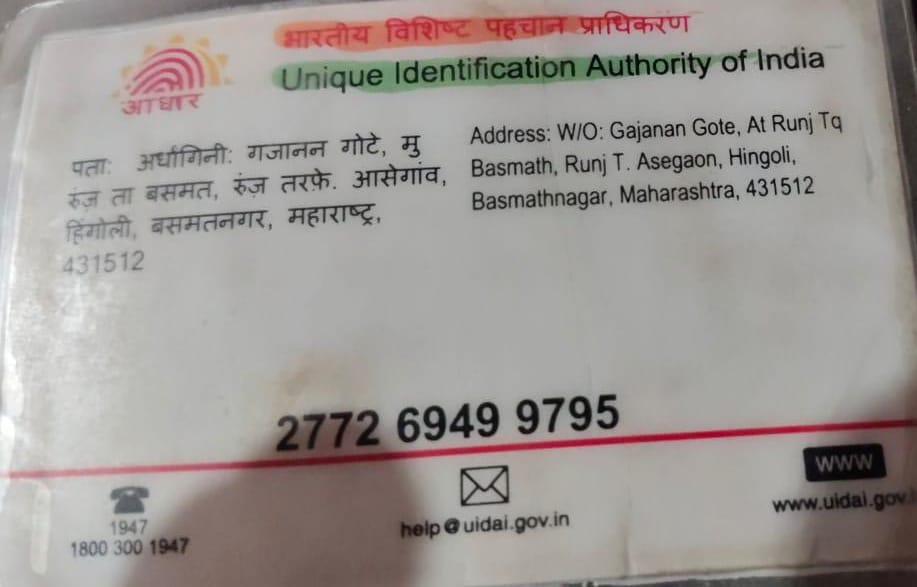 भारतीय विशिष्ट पहचान प्राधिकरण
Unique Identification Authority of India
आधार
पता: अर्धांगिनी: गजानन गोटे, मु
रुंज़ ता बसमत, रुंज़ तरफ़े. आसेगांव,
हिंगोली, बसमतनगर, महाराष्ट्र,
431512
Address: W/O: Gajanan Gote, At Runj Tq
Basmath, Runj T. Asegaon, Hingoli,
Basmathnagar, Maharashtra, 431512
2772 6949 9795
1947
1800 300 1947
help@uidai.gov.in
WWW
www.uidai.gov.